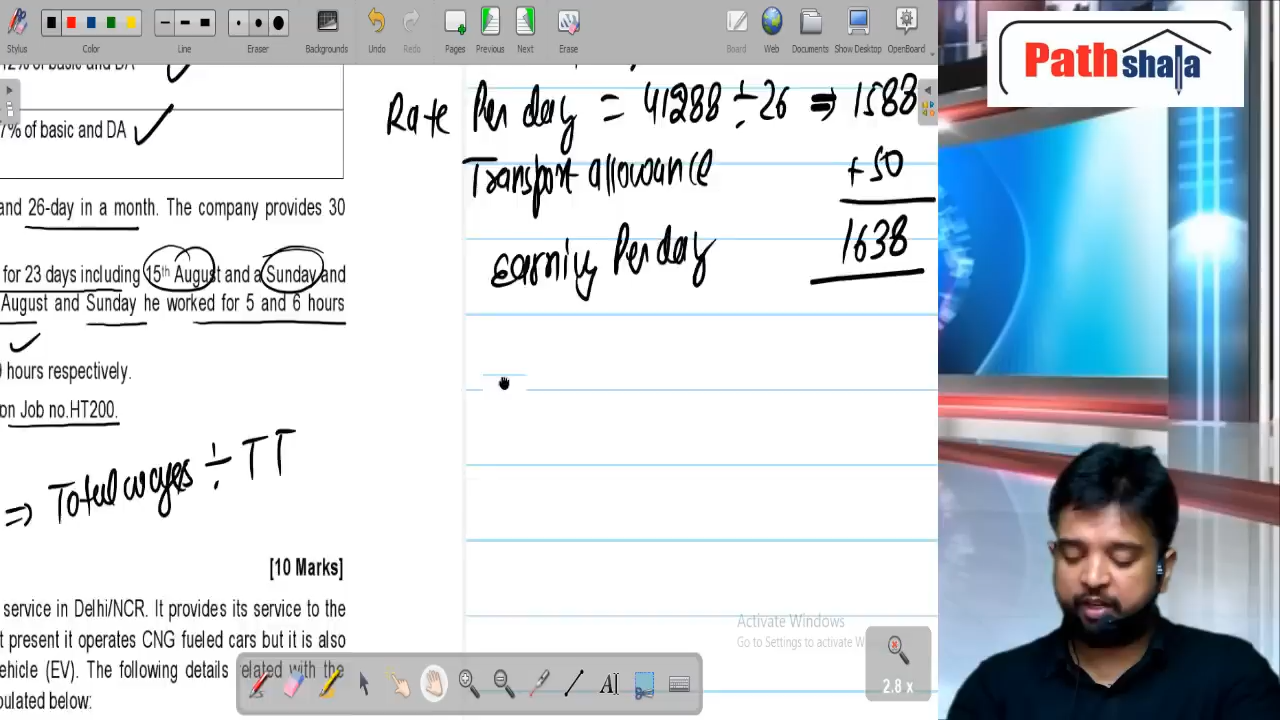 Stylus
Color
Line
Eraser
Backgrounds
Undo
Redo
Pages
Previous
Next
Erase
Board
Web
Documents
Show Desktop
OpenBoard
Path shala
12% of basic and DA
7% of basic and DA
and 26-day in a month. The company provides 30
for 23 days including 15th August and a Sunday and
August and Sunday he worked for 5 and 6 hours
hours respectively.
on Job no.HT200.
⇒ Total wages ÷ TT
[10 Marks]
service in Delhi/NCR. It provides its service to the
t present it operates CNG fueled cars but it is also
ehicle (EV). The following details related with the
bulated below:
Rate Per day = 41288 ÷ 26 ⇒ 1588
Transport allowance +50
earning Per day 1638
Activate Windows
Go to Settings to activate W
2.8 x